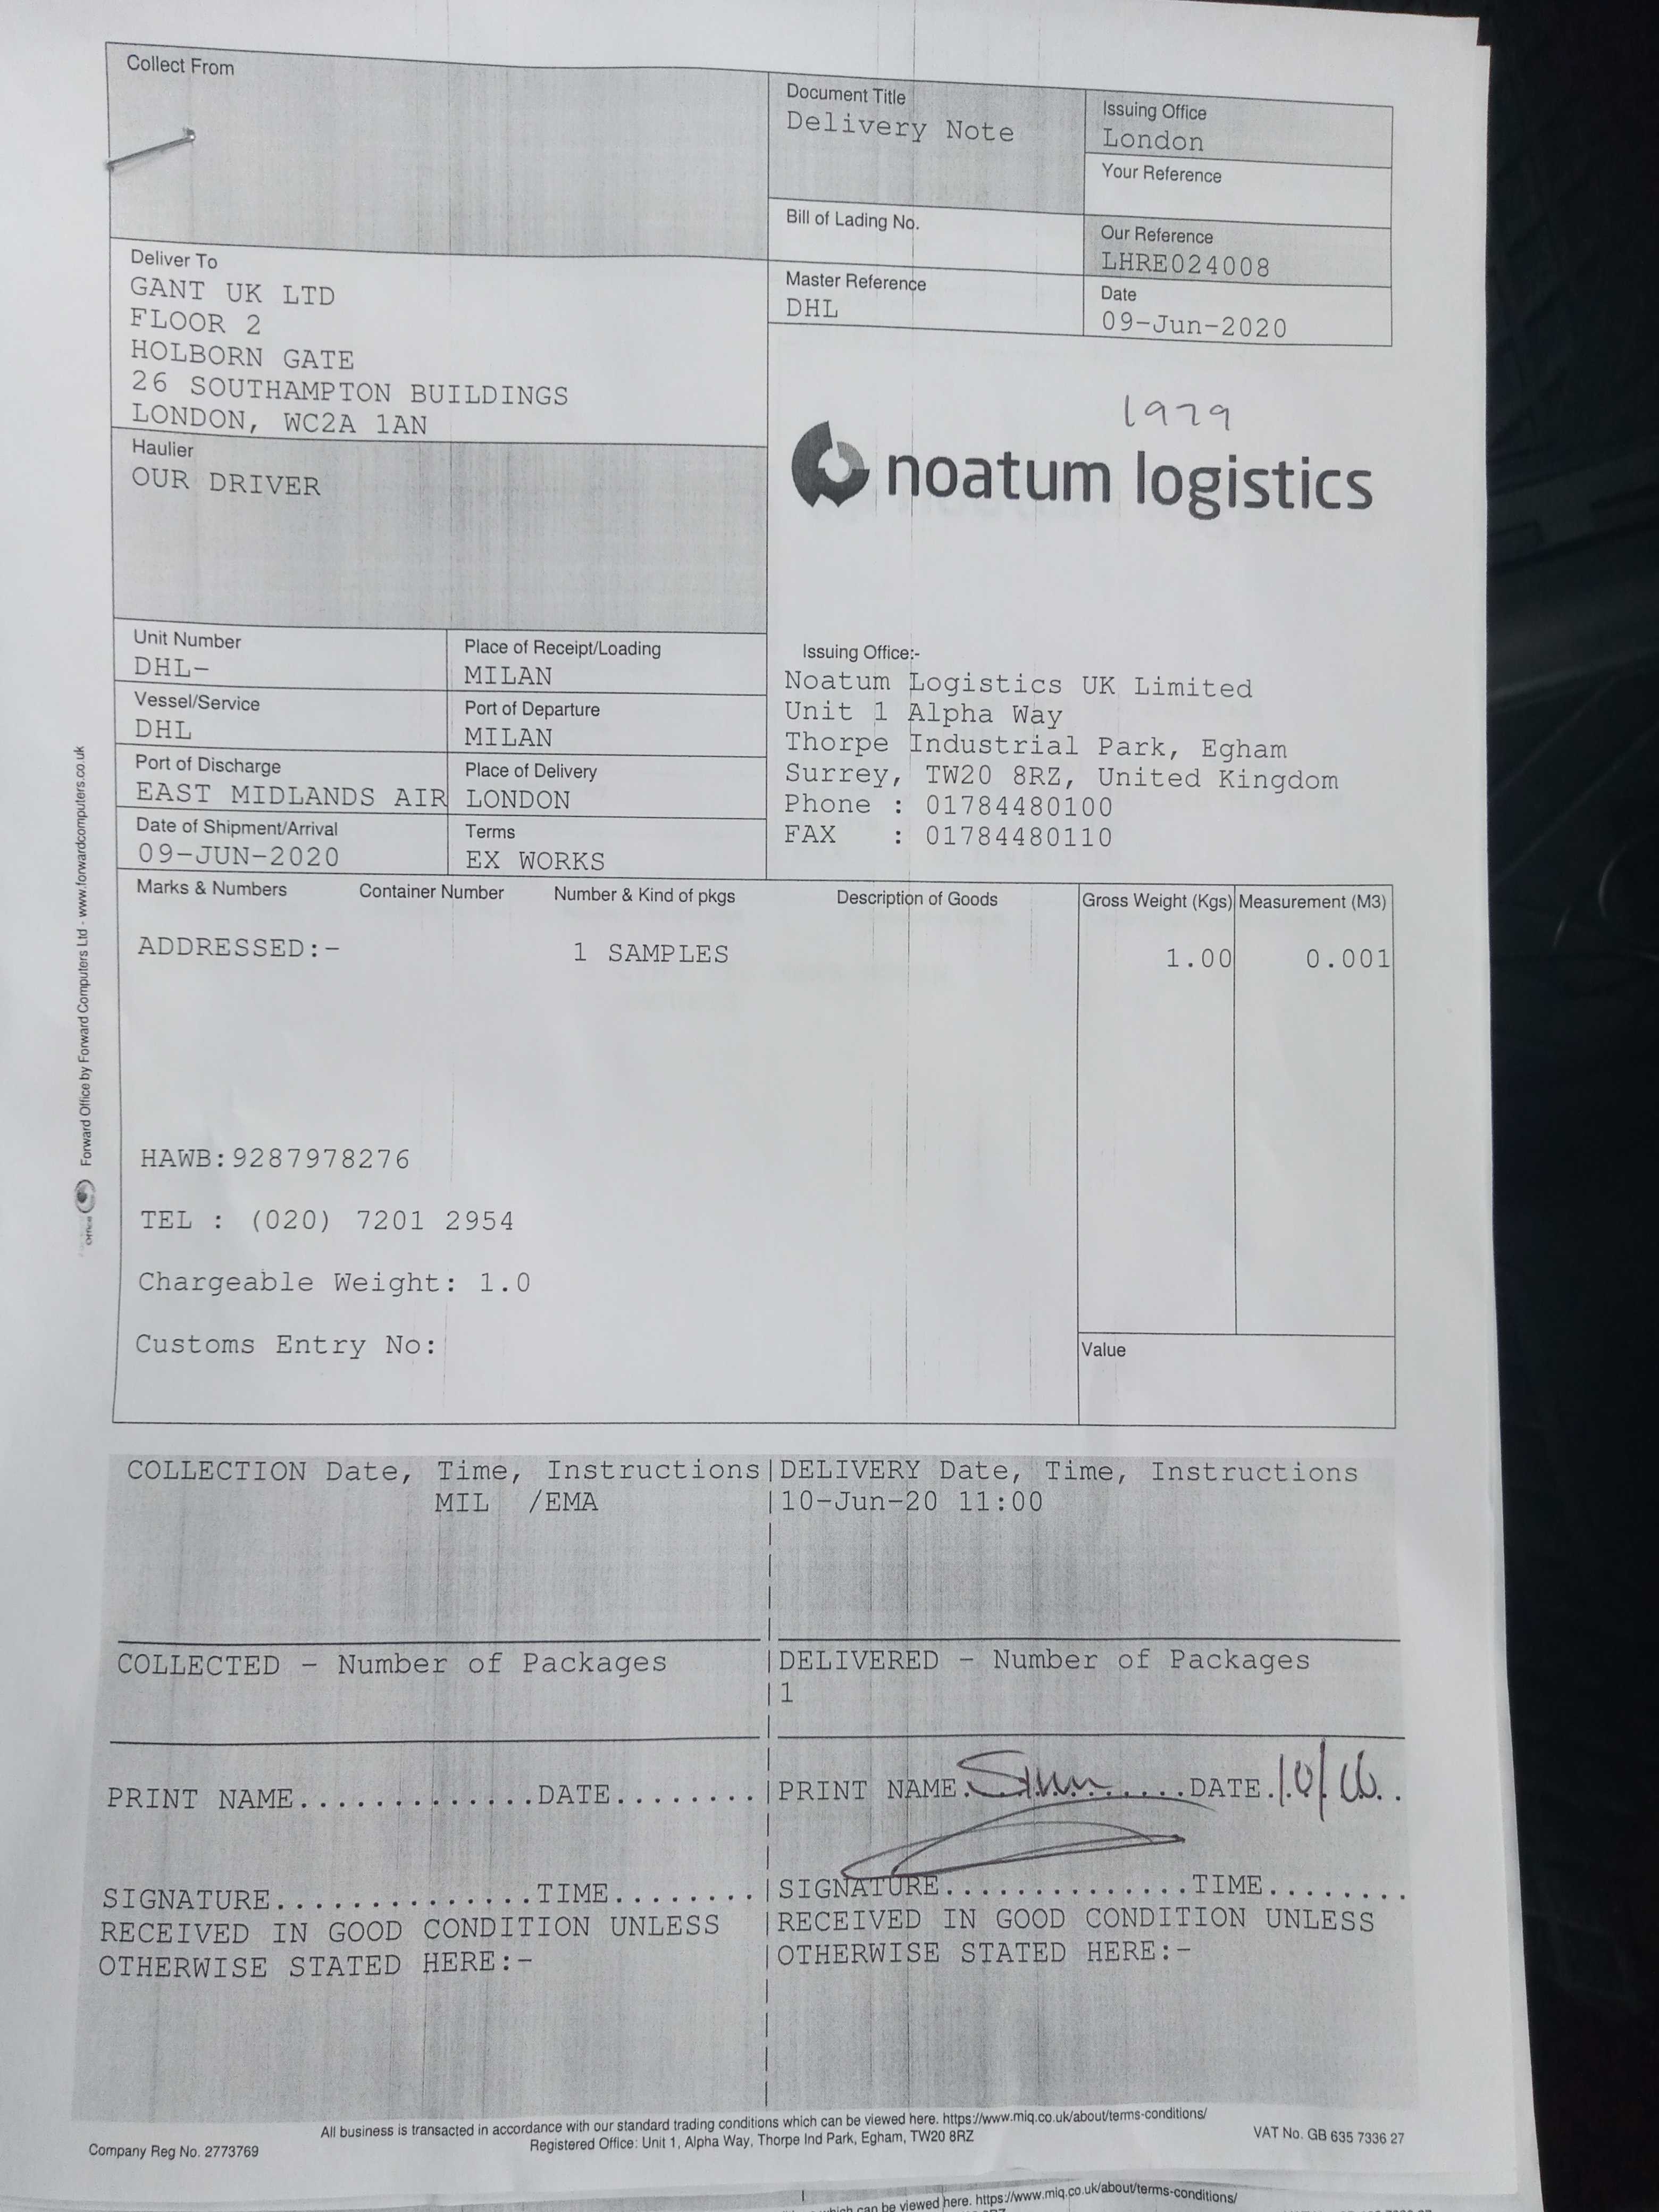 Collect From
Document Title
Delivery Note
Issuing Office
London
Your Reference
Bill of Lading No.
Our Reference
LHRE024008
Deliver To
GANT UK LTD
FLOOR 2
HOLBORN GATE
26 SOUTHAMPTON BUILDINGS
LONDON, WC2A 1AN
Master Reference
DHL
Date
09-Jun-2020
1979
noatum logistics
Haulier
OUR DRIVER
Unit Number
DHL-
Place of Receipt/Loading
MILAN
Vessel/Service
DHL
Port of Departure
MILAN
Port of Discharge
EAST MIDLANDS AIR
Place of Delivery
LONDON
Date of Shipment/Arrival
09-JUN-2020
Terms
EX WORKS
Issuing Office:-
Noatum Logistics UK Limited
Unit 1 Alpha Way
Thorpe Industrial Park, Egham
Surrey, TW20 8RZ, United Kingdom
Phone : 01784480100
FAX : 01784480110
Marks & Numbers Container Number Number & Kind of pkgs Description of Goods Gross Weight (Kgs) Measurement (M3)
ADDRESSED:- 1 SAMPLES 1.00 0.001
HAWB:9287978276
TEL : (020) 7201 2954
Chargeable Weight: 1.0
Customs Entry No:
Value
Forward Office by Forward Computers Ltd - www.forwardcomputers.co.uk
COLLECTION Date, Time, Instructions
MIL /EMA
DELIVERY Date, Time, Instructions
10-Jun-20 11:00
COLLECTED - Number of Packages
DELIVERED - Number of Packages
1
PRINT NAME..............DATE........
SIGNATURE...............TIME........
RECEIVED IN GOOD CONDITION UNLESS
OTHERWISE STATED HERE:-
PRINT NAME. .....DATE.
SIGNATURE...............TIME........
RECEIVED IN GOOD CONDITION UNLESS
OTHERWISE STATED HERE:-
All business is transacted in accordance with our standard trading conditions which can be viewed here. https://www.miq.co.uk/about/terms-conditions/
Company Reg No. 2773769 Registered Office: Unit 1, Alpha Way, Thorpe Ind Park, Egham, TW20 8RZ VAT No. GB 635 7336 27
can be viewed here. https://www.miq.co.uk/about/terms-conditions/